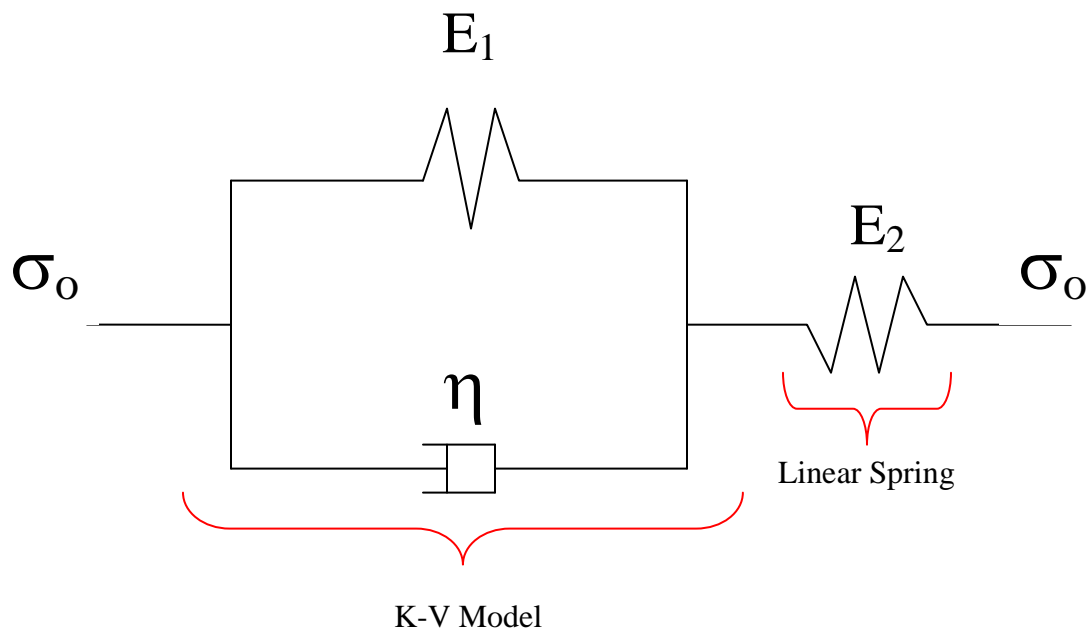 E₁
E₂
σₒ
σₒ
η
Linear Spring
K-V Model